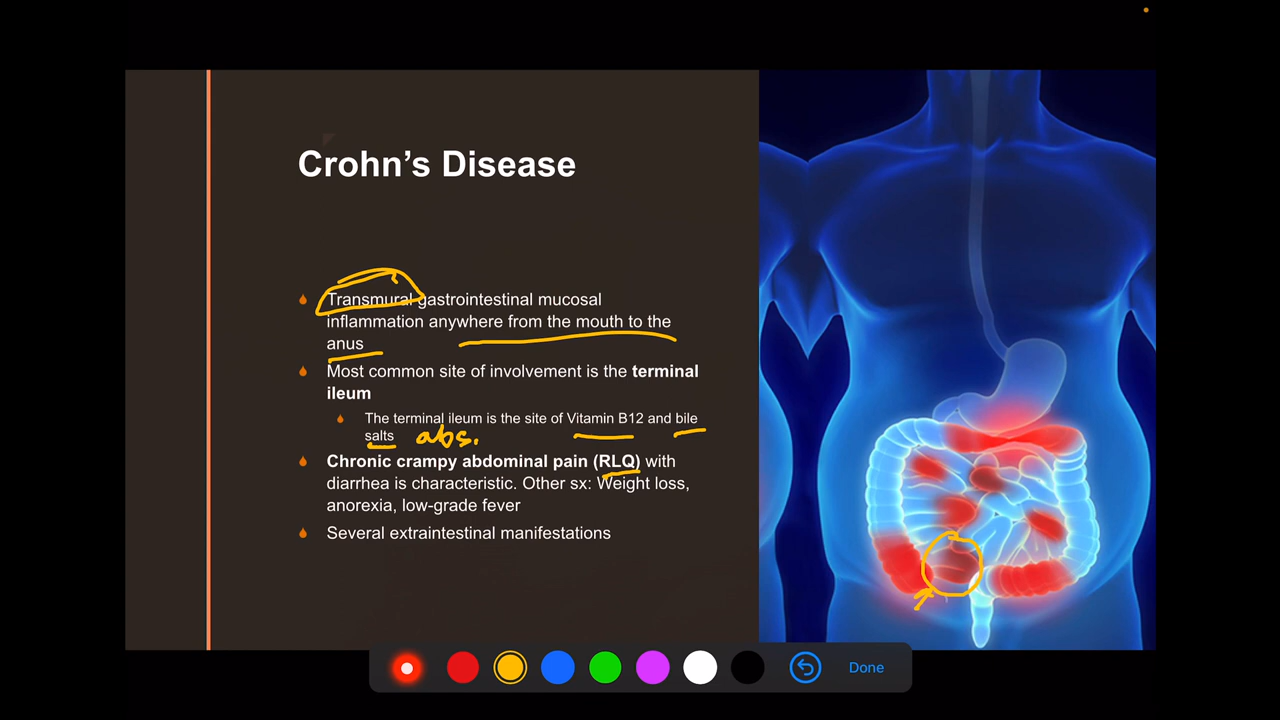 Crohn’s Disease
Transmural gastrointestinal mucosal
inflammation anywhere from the mouth to the
anus
Most common site of involvement is the terminal
ileum
The terminal ileum is the site of Vitamin B12 and bile
salts abs.
Chronic crampy abdominal pain (RLQ) with
diarrhea is characteristic. Other sx: Weight loss,
anorexia, low-grade fever
Several extraintestinal manifestations
Done